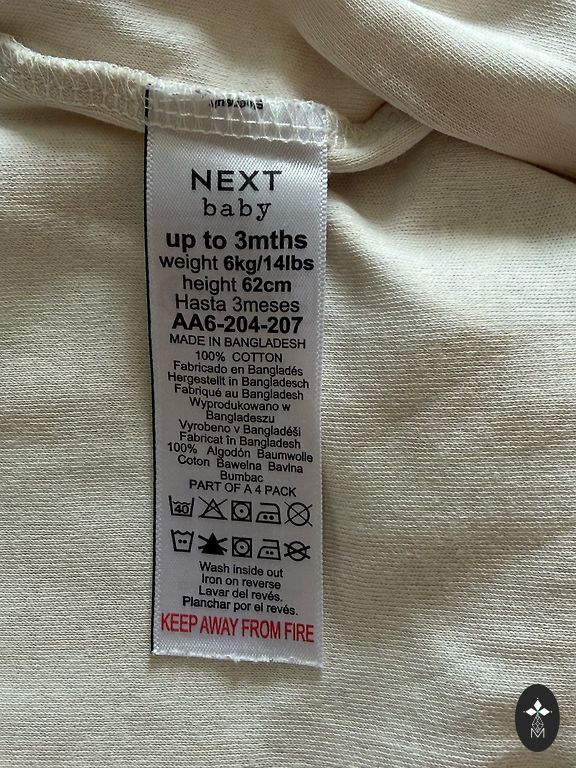 NEXT
baby
up to 3mths
weight 6kg/14lbs
height 62cm
Hasta 3meses
AA6-204-207
MADE IN BANGLADESH
100% COTTON
Fabricado en Bangladés
Hergestellt in Bangladesch
Fabriqué au Bangladesh
Wyprodukowano w
Bangladeszu
Vyrobeno v Bangladéši
Fabricat în Bangladesh
100% Algodón Baumwolle
Coton Bawełna Bavlna
Bumbac
PART OF A 4 PACK
40
Wash inside out
Iron on reverse
Lavar del revés.
Planchar por el revés.
KEEP AWAY FROM FIRE
M